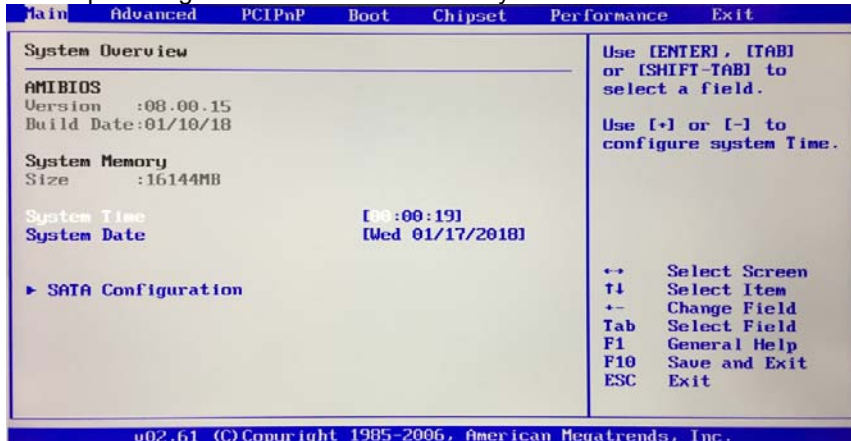 Main Advanced PCIPnP Boot Chipset Performance Exit
System Overview
AMIBIOS
Version :08.00.15
Build Date:01/10/18
System Memory
Size :16144MB
System Time [00:00:19]
System Date [Wed 01/17/2018]
► SATA Configuration
Use [ENTER], [TAB]
or [SHIFT-TAB] to
select a field.
Use [+] or [-] to
configure system Time.
↔ Select Screen
↑↓ Select Item
+- Change Field
Tab Select Field
F1 General Help
F10 Save and Exit
ESC Exit
v02.61 (C)Copyright 1985-2006, American Megatrends, Inc.